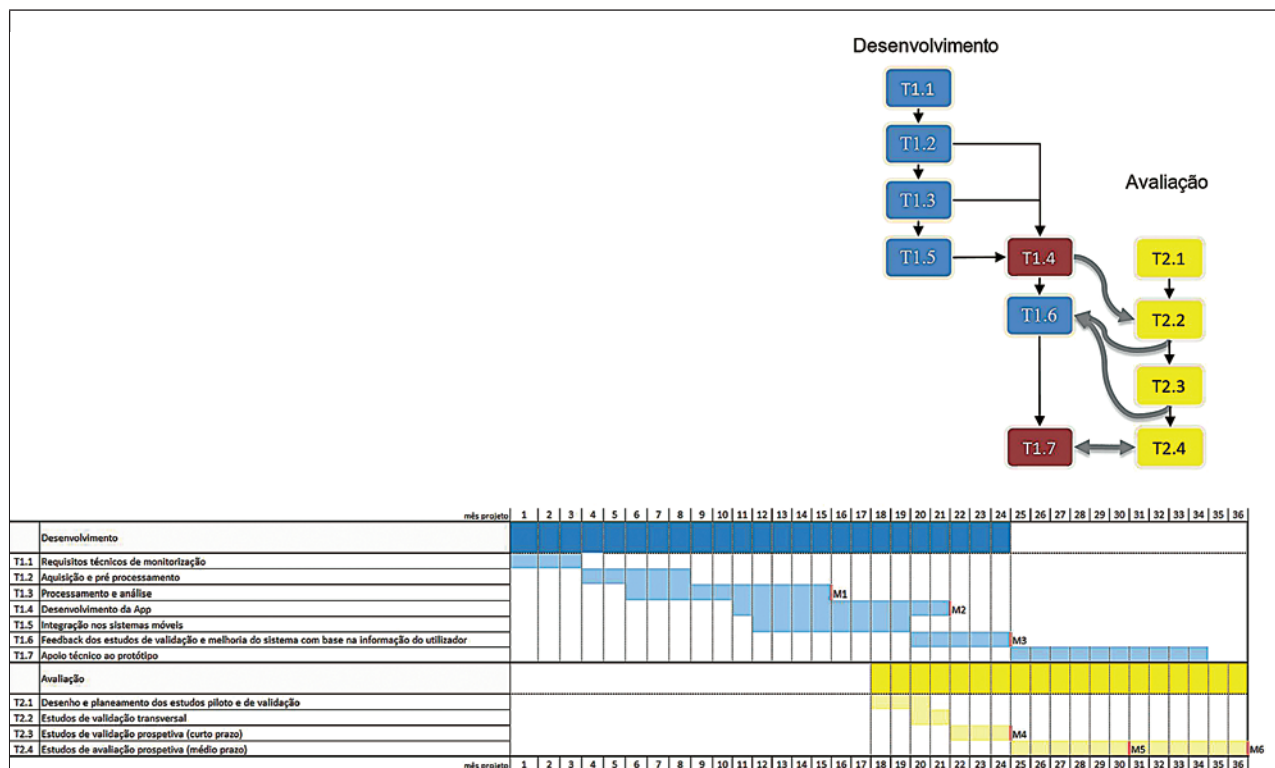 Desenvolvimento
T1.1
T1.2
T1.3
Avaliação
T1.5
T1.4
T2.1
T1.6
T2.2
T2.3
T1.7
T2.4
mês projeto 1 2 3 4 5 6 7 8 9 10 11 12 13 14 15 16 17 18 19 20 21 22 23 24 25 26 27 28 29 30 31 32 33 34 35 36
Desenvolvimento
T1.1 Requisitos técnicos de monitorização
T1.2 Aquisição e pré processamento
T1.3 Processamento e análise M1
T1.4 Desenvolvimento da App M2
T1.5 Integração nos sistemas móveis
T1.6 Feedback dos estudos de validação e melhoria do sistema com base na informação do utilizador M3
T1.7 Apoio técnico ao protótipo
Avaliação
T2.1 Desenho e planeamento dos estudos piloto e de validação
T2.2 Estudos de validação transversal
T2.3 Estudos de validação prospetiva (curto prazo) M4
T2.4 Estudos de avaliação prospetiva (médio prazo) M5 M6
mês projeto 1 2 3 4 5 6 7 8 9 10 11 12 13 14 15 16 17 18 19 20 21 22 23 24 25 26 27 28 29 30 31 32 33 34 35 36